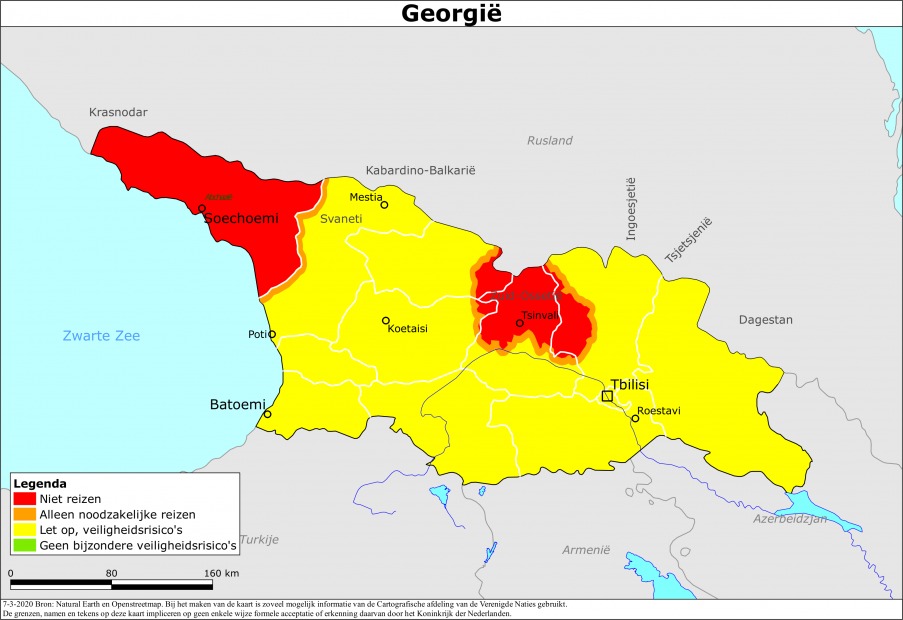 Georgië
Krasnodar
Rusland
Kabardino-Balkarië
Ingoesjetië
Tsjetsjenië
Mestia
Svaneti
Soechoemi
Tsinval
Dagestan
Zwarte Zee
Poti
Koetaisi
Tbilisi
Batoemi
Roestavi
Legenda
Niet reizen
Alleen noodzakelijke reizen
Let op, veiligheidsrisico's
Geen bijzondere veiligheidsrisico's
Azerbeidzjan
Turkije
Armenië
0 80 160 km
7-3-2020 Bron: Natural Earth en Openstreetmap. Bij het maken van de kaart is zoveel mogelijk informatie van de Cartografische afdeling van de Verenigde Naties gebruikt.
De grenzen, namen en tekens op deze kaart impliceren op geen enkele wijze formele acceptatie of erkenning daarvan door het Koninkrijk der Nederlanden.